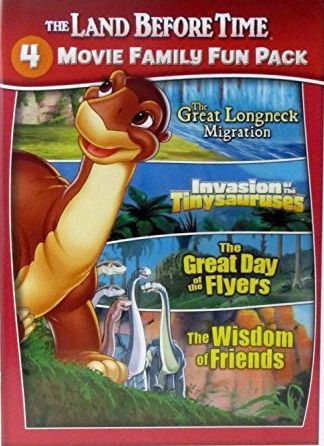 THE LAND BEFORE TIME
4 MOVIE FAMILY FUN PACK
The
Great Longneck
Migration
Invasion of The
Tinysauruses
The
Great Day
of the
Flyers
The Wisdom
of Friends